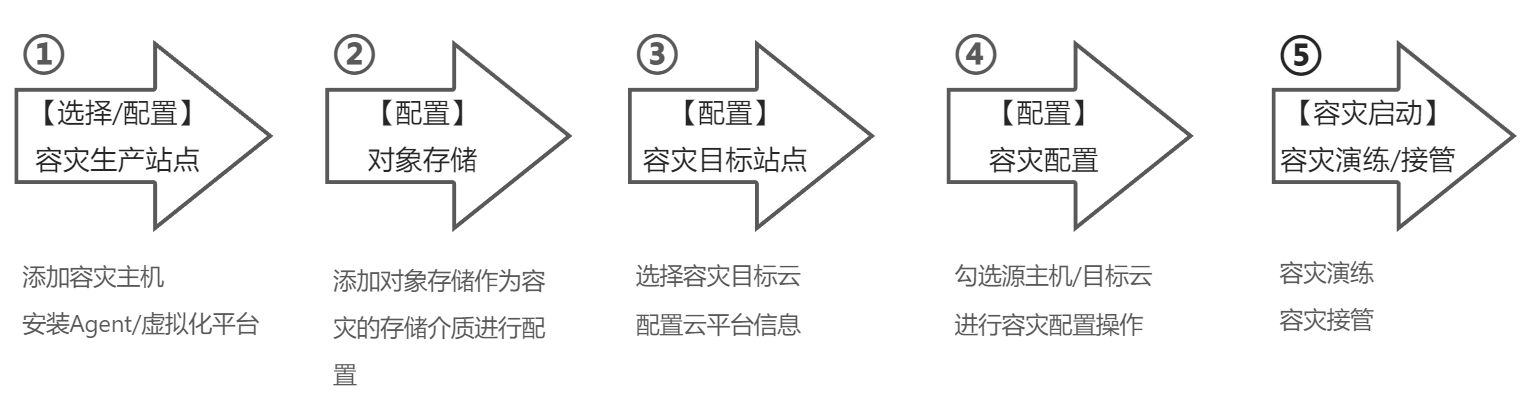 ①
【选择/配置】
容灾生产站点
添加容灾主机
安装Agent/虚拟化平台
②
【配置】
对象存储
添加对象存储作为容
灾的存储介质进行配
置
③
【配置】
容灾目标站点
选择容灾目标云
配置云平台信息
④
【配置】
容灾配置
勾选源主机/目标云
进行容灾配置操作
⑤
【容灾启动】
容灾演练/接管
容灾演练
容灾接管